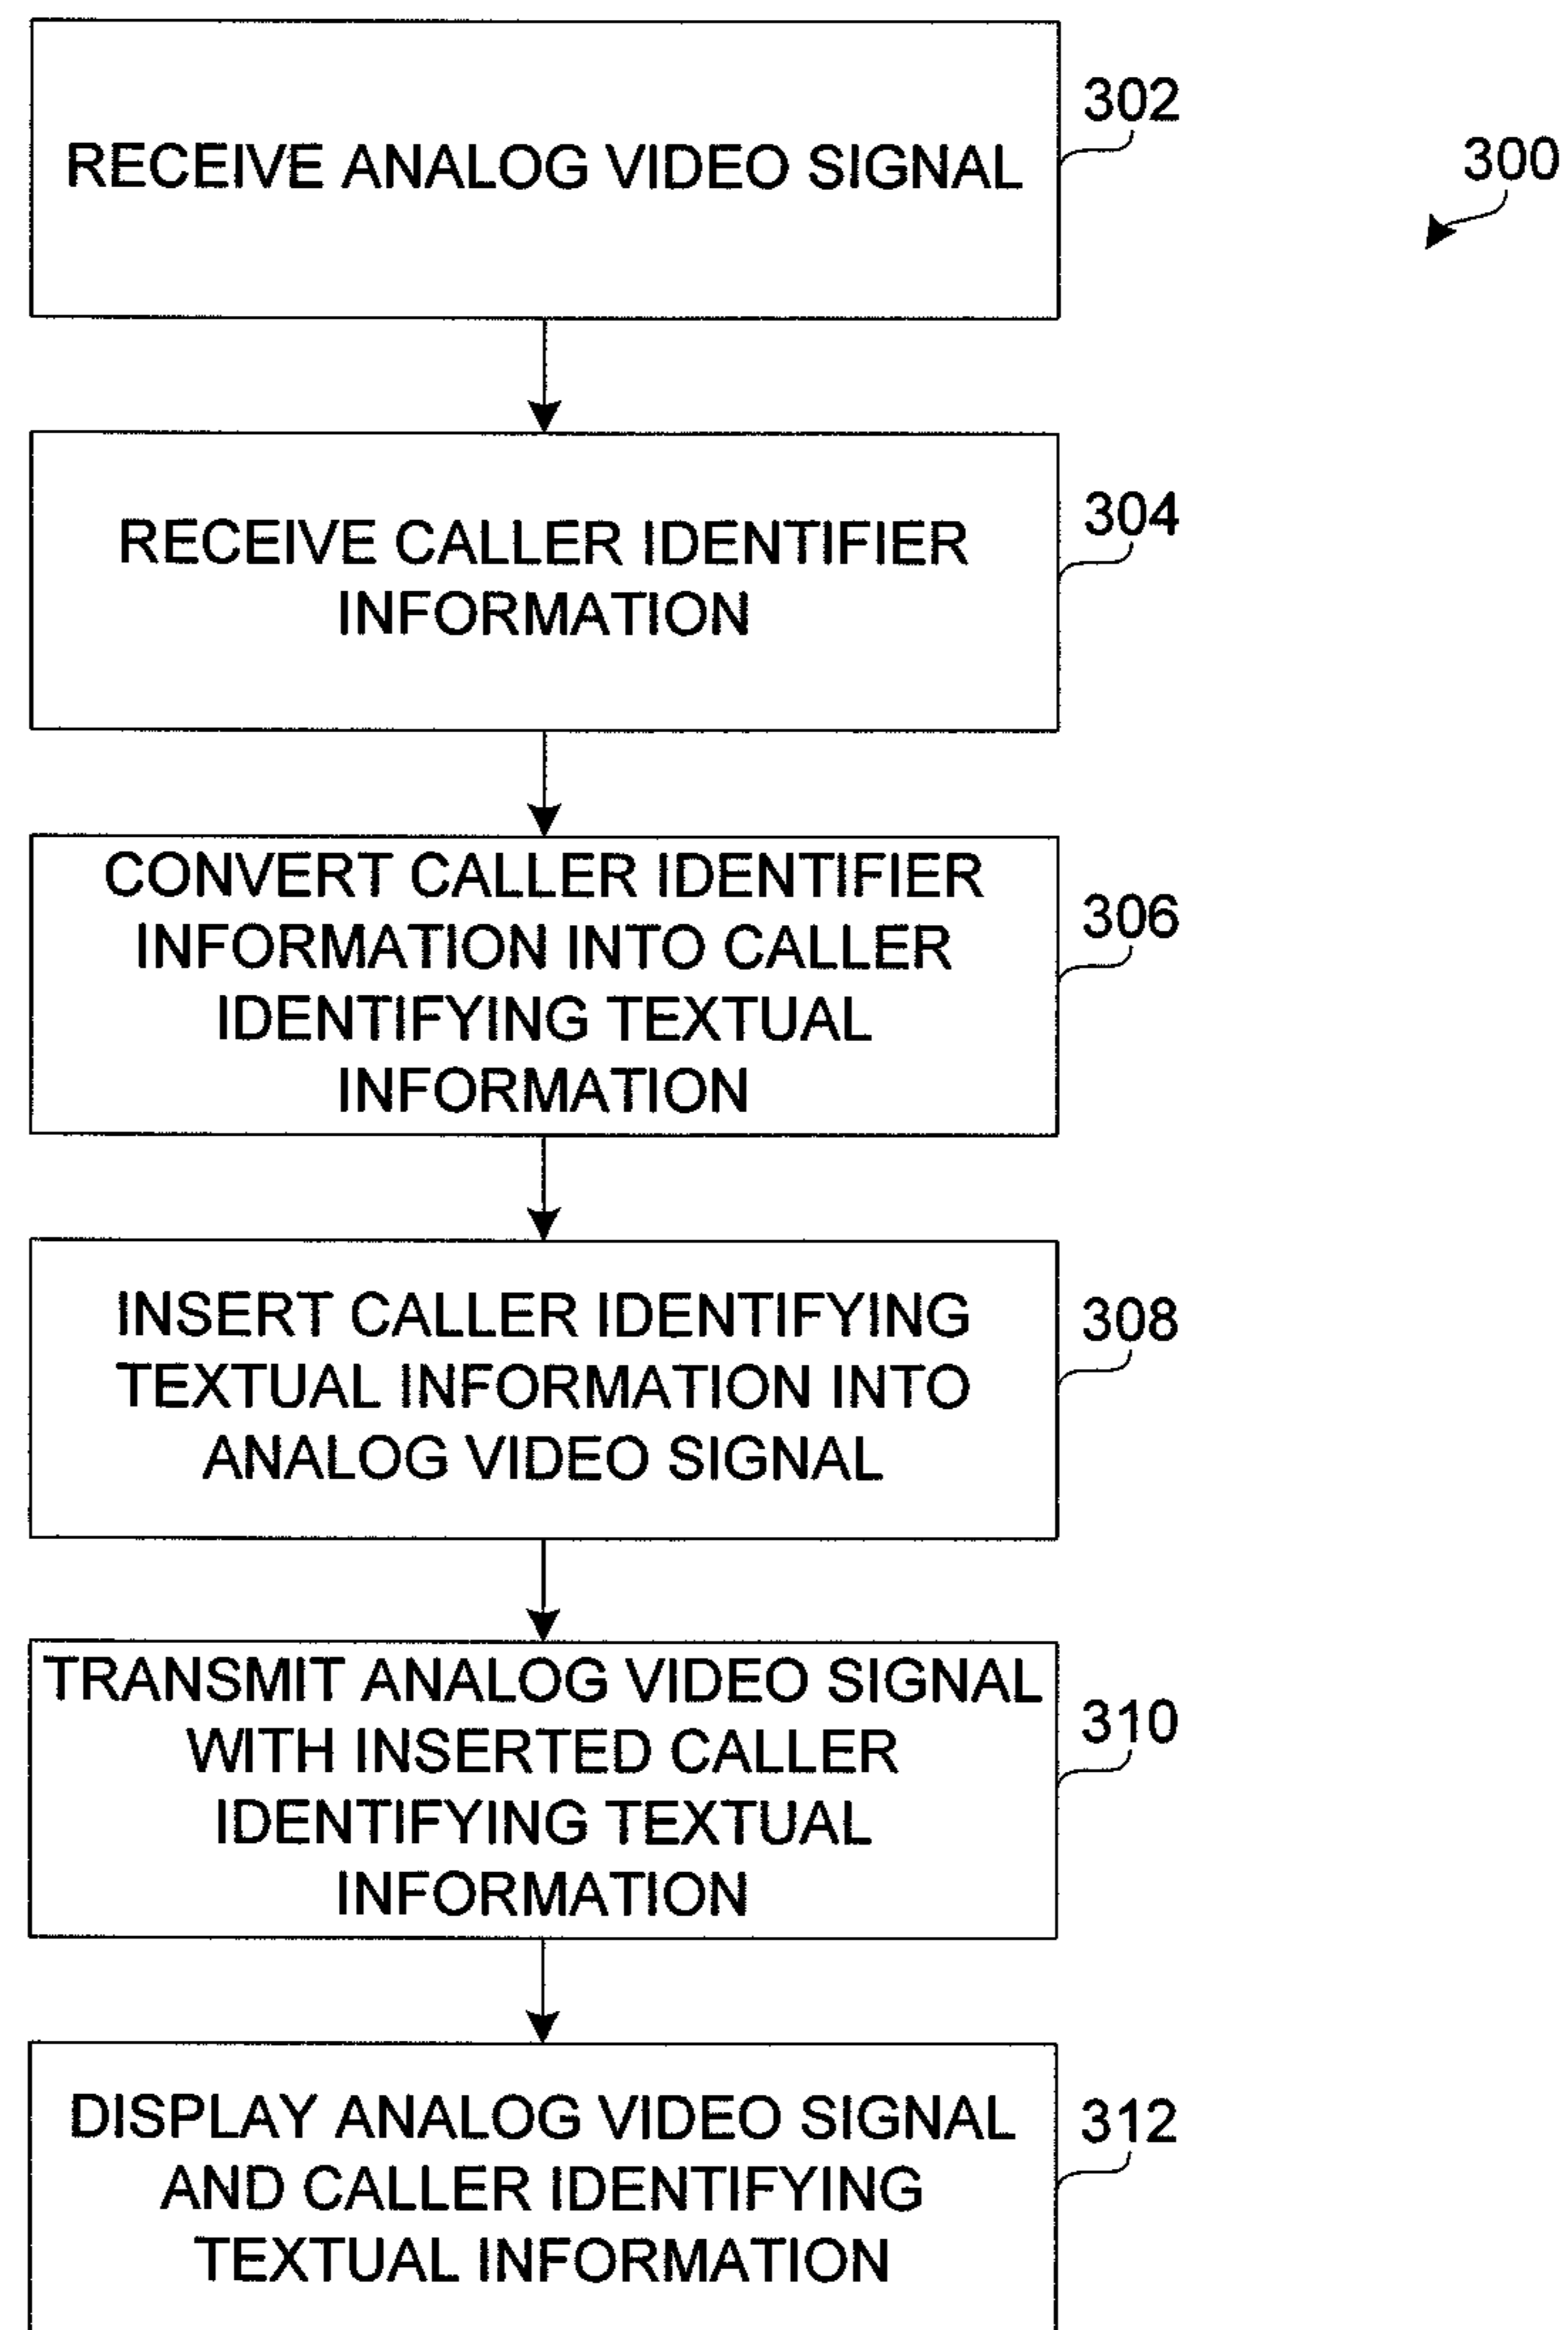 RECEIVE ANALOG VIDEO SIGNAL
302
300
RECEIVE CALLER IDENTIFIER
INFORMATION
304
CONVERT CALLER IDENTIFIER
INFORMATION INTO CALLER
IDENTIFYING TEXTUAL
INFORMATION
306
INSERT CALLER IDENTIFYING
TEXTUAL INFORMATION INTO
ANALOG VIDEO SIGNAL
308
TRANSMIT ANALOG VIDEO SIGNAL
WITH INSERTED CALLER
IDENTIFYING TEXTUAL
INFORMATION
310
DISPLAY ANALOG VIDEO SIGNAL
AND CALLER IDENTIFYING
TEXTUAL INFORMATION
312